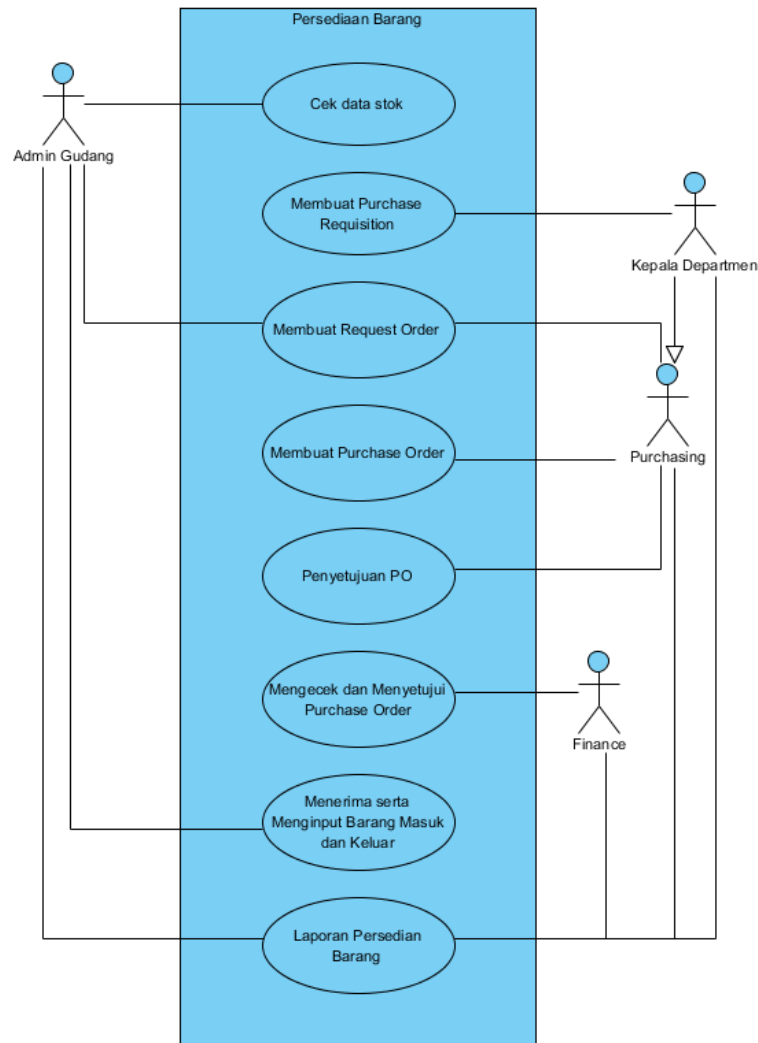 Persediaan Barang
Cek data stok
Admin Gudang
Membuat Purchase
Requisition
Kepala Departmen
Membuat Request Order
Membuat Purchase Order
Purchasing
Penyetujuan PO
Mengecek dan Menyetujui
Purchase Order
Finance
Menerima serta
Menginput Barang Masuk
dan Keluar
Laporan Persedian
Barang